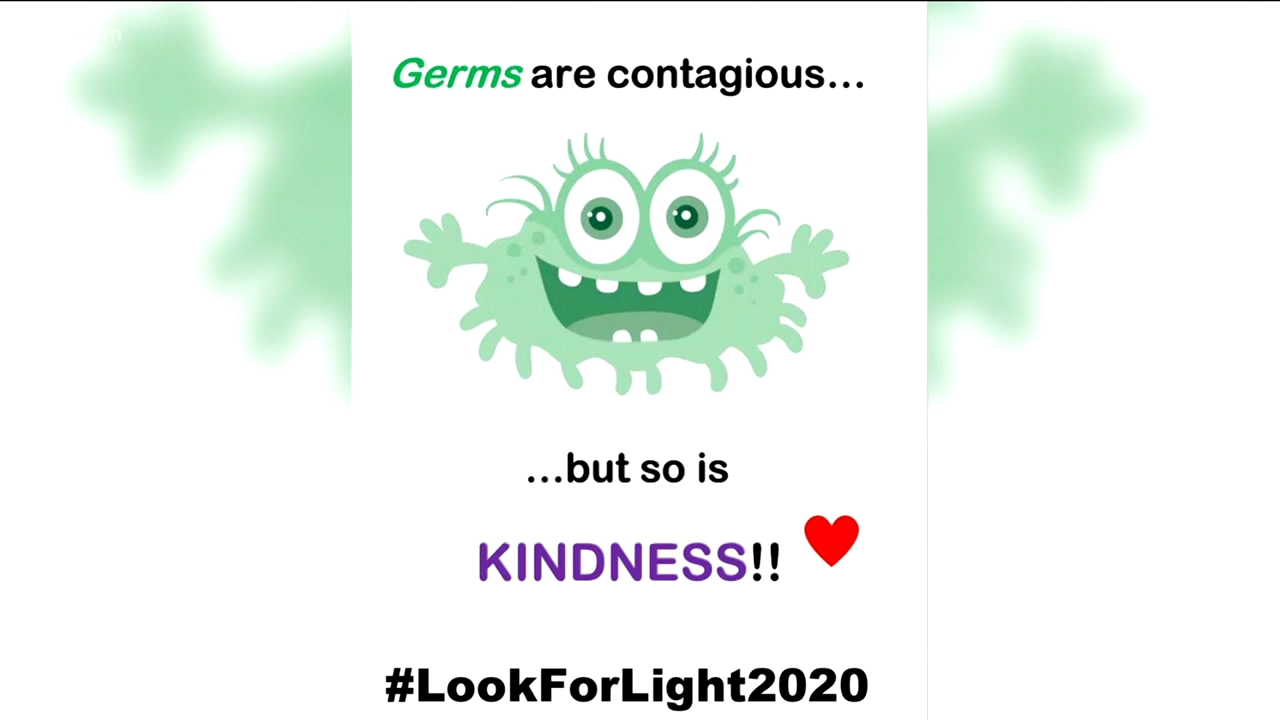 Germs are contagious...
...but so is
KINDNESS!!
#LookForLight2020